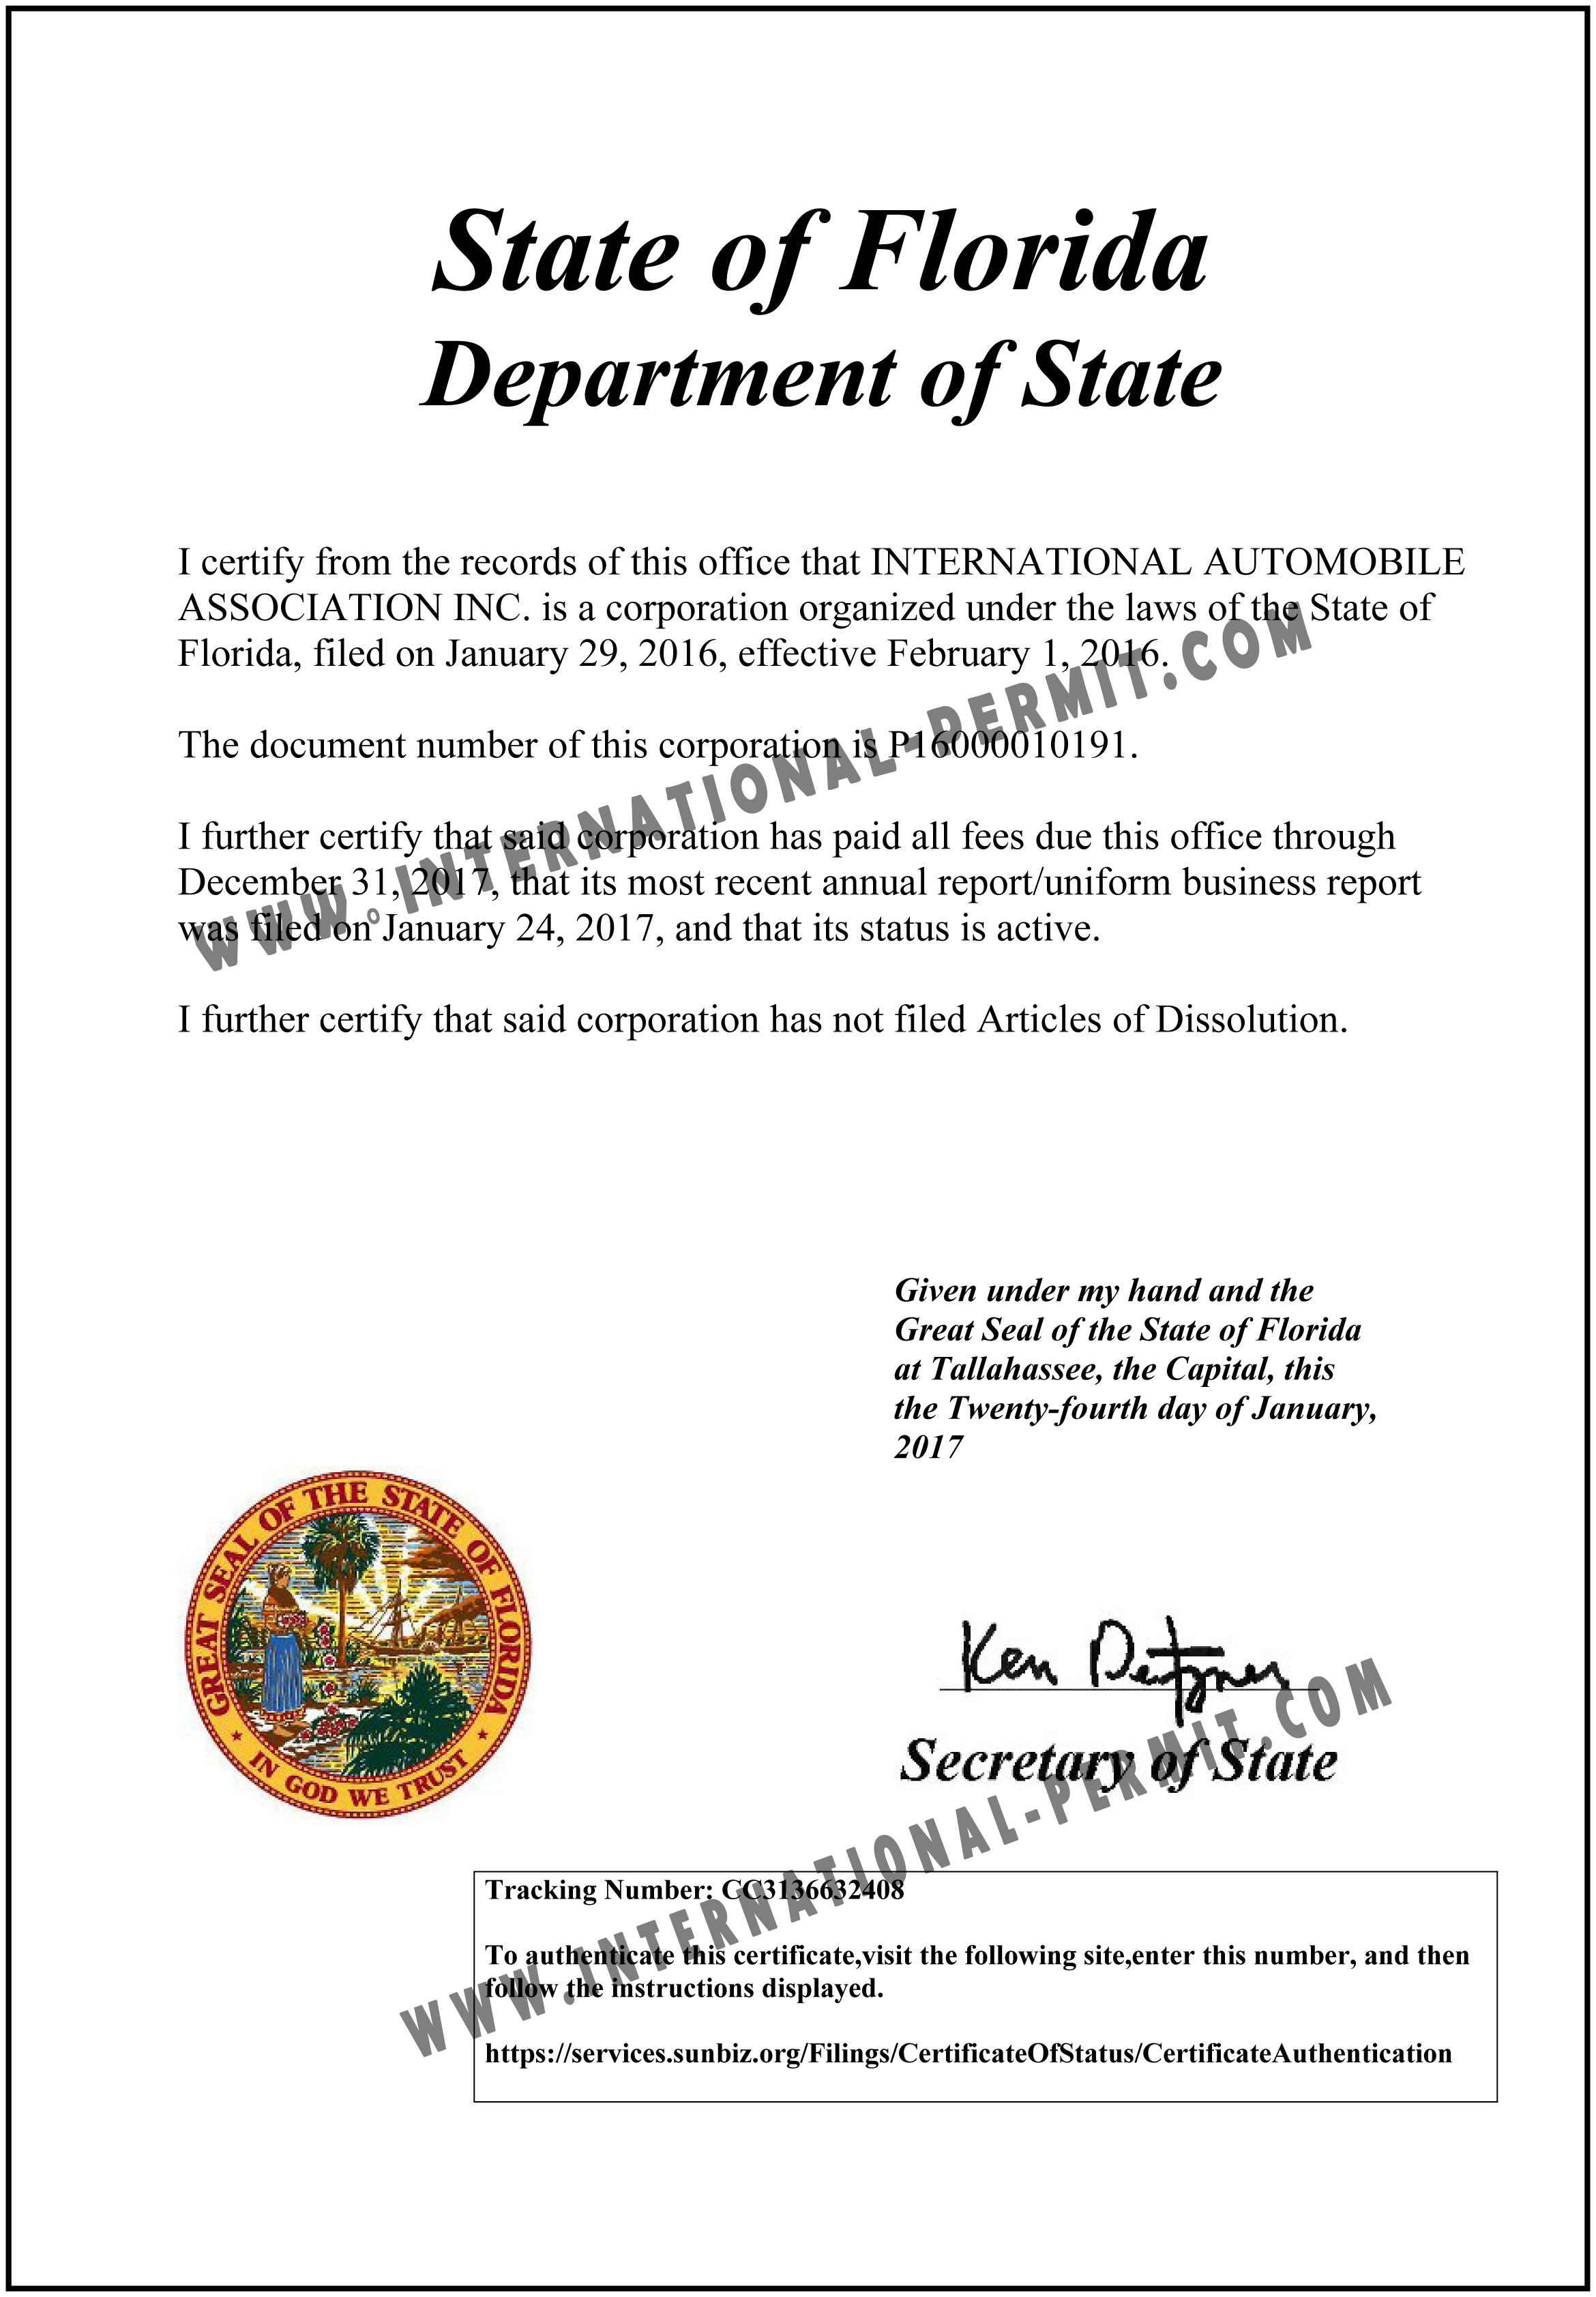 State of Florida
Department of State
I certify from the records of this office that INTERNATIONAL AUTOMOBILE
ASSOCIATION INC. is a corporation organized under the laws of the State of
Florida, filed on January 29, 2016, effective February 1, 2016.
The document number of this corporation is P16000010191.
I further certify that said corporation has paid all fees due this office through
December 31, 2017, that its most recent annual report/uniform business report
was filed on January 24, 2017, and that its status is active.
I further certify that said corporation has not filed Articles of Dissolution.
WWW.INTERNATIONAL-PERMIT.COM
Given under my hand and the
Great Seal of the State of Florida
at Tallahassee, the Capital, this
the Twenty-fourth day of January,
2017
GREAT SEAL OF THE STATE OF FLORIDA
IN GOD WE TRUST
Ken Detzner
Secretary of State
WWW.INTERNATIONAL-PERMIT.COM
Tracking Number: CC3136632408
To authenticate this certificate,visit the following site,enter this number, and then
follow the instructions displayed.
https://services.sunbiz.org/Filings/CertificateOfStatus/CertificateAuthentication